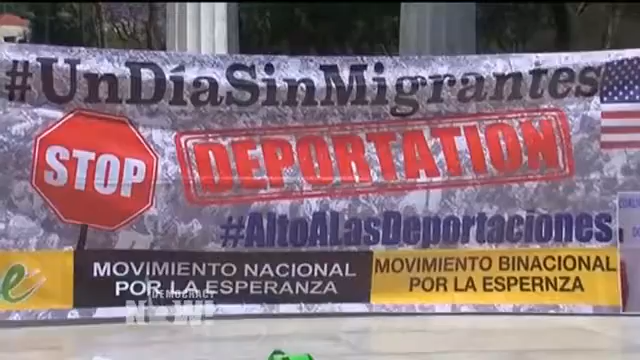 #UnDíaSinMigrantes
STOP
DEPORTATION
#AltoALasDeportaciones
MOVIMIENTO NACIONAL
POR LA ESPERANZA
MOVIMIENTO BINACIONAL
POR LA ESPERNZA
DEMOCRACY
NOW!